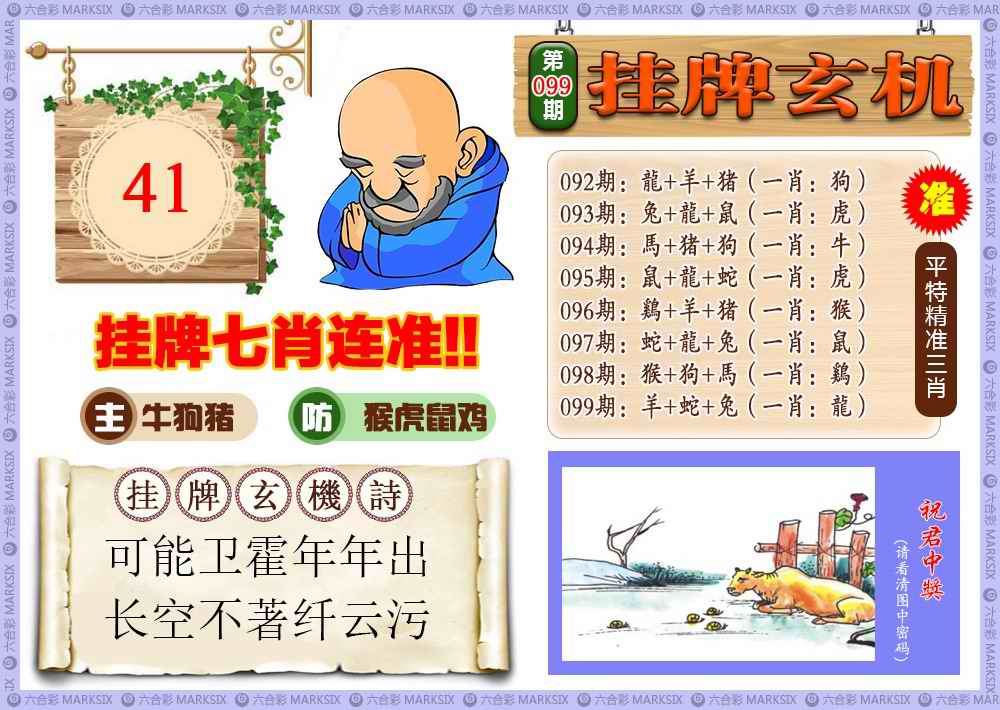 六合彩 MARKSIX
41
第
099
期
挂牌玄机
092期：龍+羊+猪（一肖：狗）
093期：兔+龍+鼠（一肖：虎）
094期：馬+猪+狗（一肖：牛）
095期：鼠+龍+蛇（一肖：虎）
096期：鷄+羊+猪（一肖：猴）
097期：蛇+龍+兔（一肖：鼠）
098期：猴+狗+馬（一肖：鷄）
099期：羊+蛇+兔（一肖：龍）
准
平特精准三肖
挂牌七肖连准!!
主 牛狗猪
防 猴虎鼠鸡
挂牌玄機詩
可能卫霍年年出
长空不著纤云污
祝君中奖
（请看清图中密码）